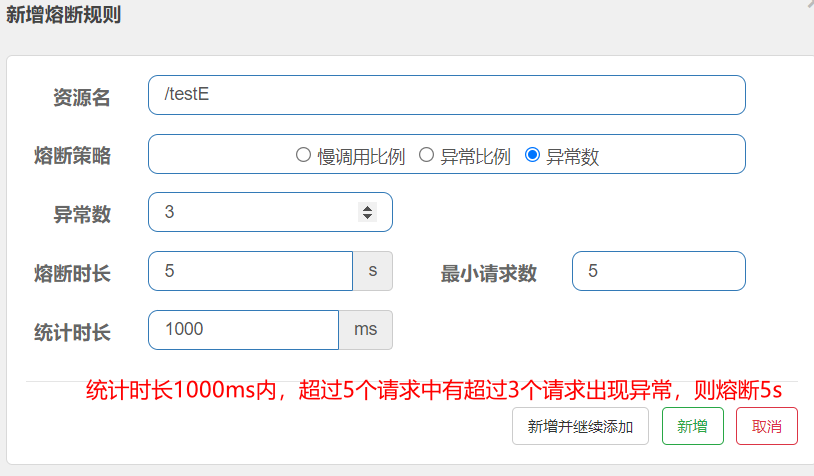 新增熔断规则
资源名 /testE
熔断策略 慢调用比例 异常比例 异常数
异常数 3
熔断时长 5 s 最小请求数 5
统计时长 1000 ms
统计时长1000ms内，超过5个请求中有超过3个请求出现异常，则熔断5s
新增并继续添加 新增 取消